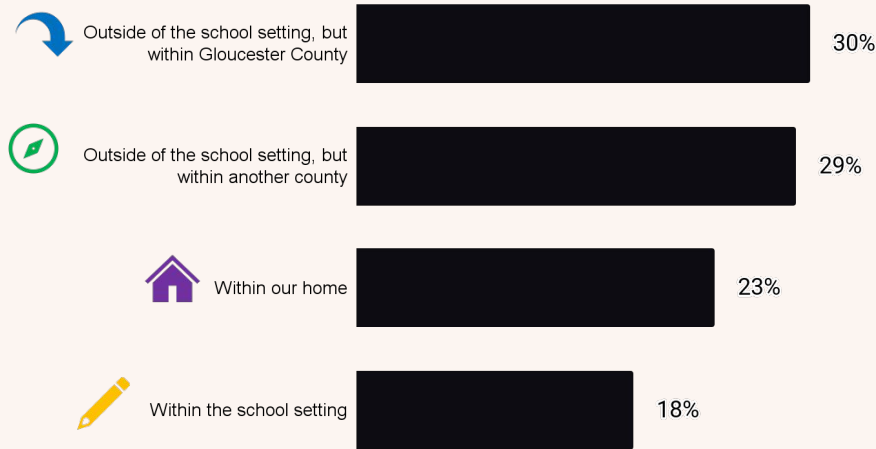 Outside of the school setting, but
within Gloucester County
30%
Outside of the school setting, but
within another county
29%
Within our home
23%
Within the school setting
18%